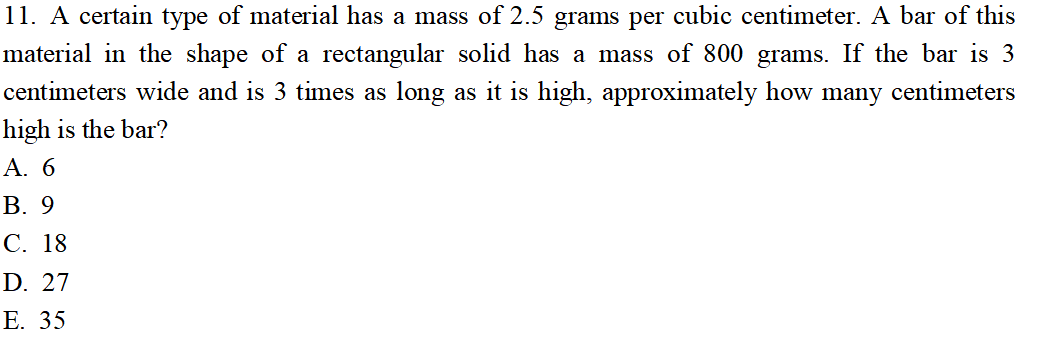 11. A certain type of material has a mass of 2.5 grams per cubic centimeter. A bar of this
material in the shape of a rectangular solid has a mass of 800 grams. If the bar is 3
centimeters wide and is 3 times as long as it is high, approximately how many centimeters
high is the bar?
A. 6
B. 9
C. 18
D. 27
E. 35